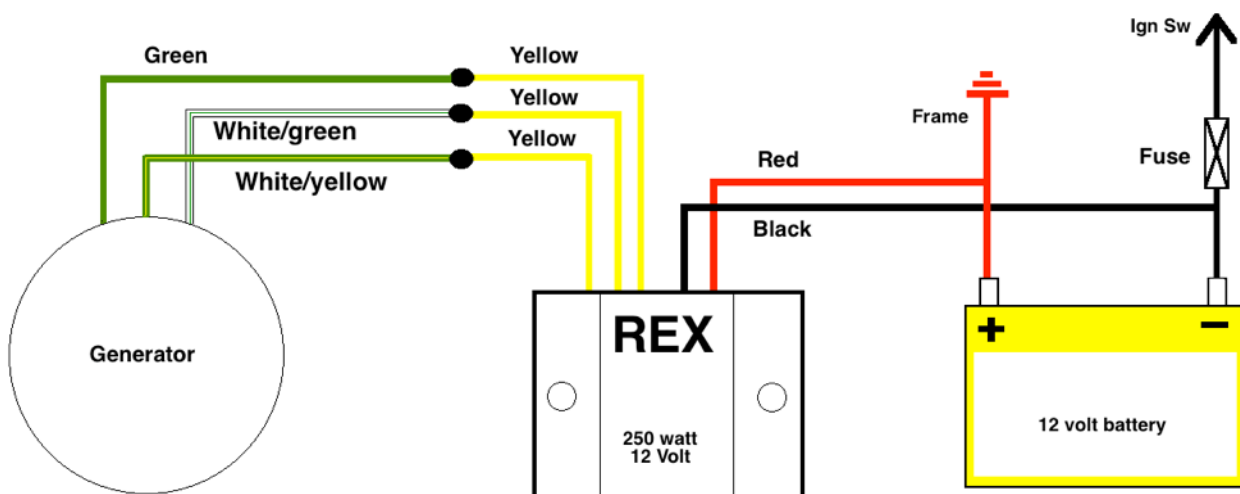 Green
Yellow
Ign Sw
Yellow
White/green
Frame
Yellow
Fuse
Red
White/yellow
Black
REX
+
−
Generator
250 watt
12 Volt
12 volt battery